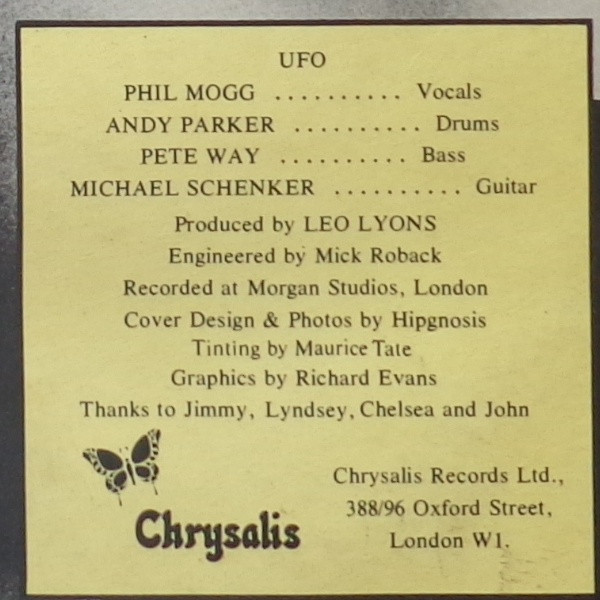 UFO
PHIL MOGG .......... Vocals
ANDY PARKER .......... Drums
PETE WAY .......... Bass
MICHAEL SCHENKER .......... Guitar
Produced by LEO LYONS
Engineered by Mick Roback
Recorded at Morgan Studios, London
Cover Design & Photos by Hipgnosis
Tinting by Maurice Tate
Graphics by Richard Evans
Thanks to Jimmy, Lyndsey, Chelsea and John
Chrysalis
Chrysalis Records Ltd.,
388/96 Oxford Street,
London W1.